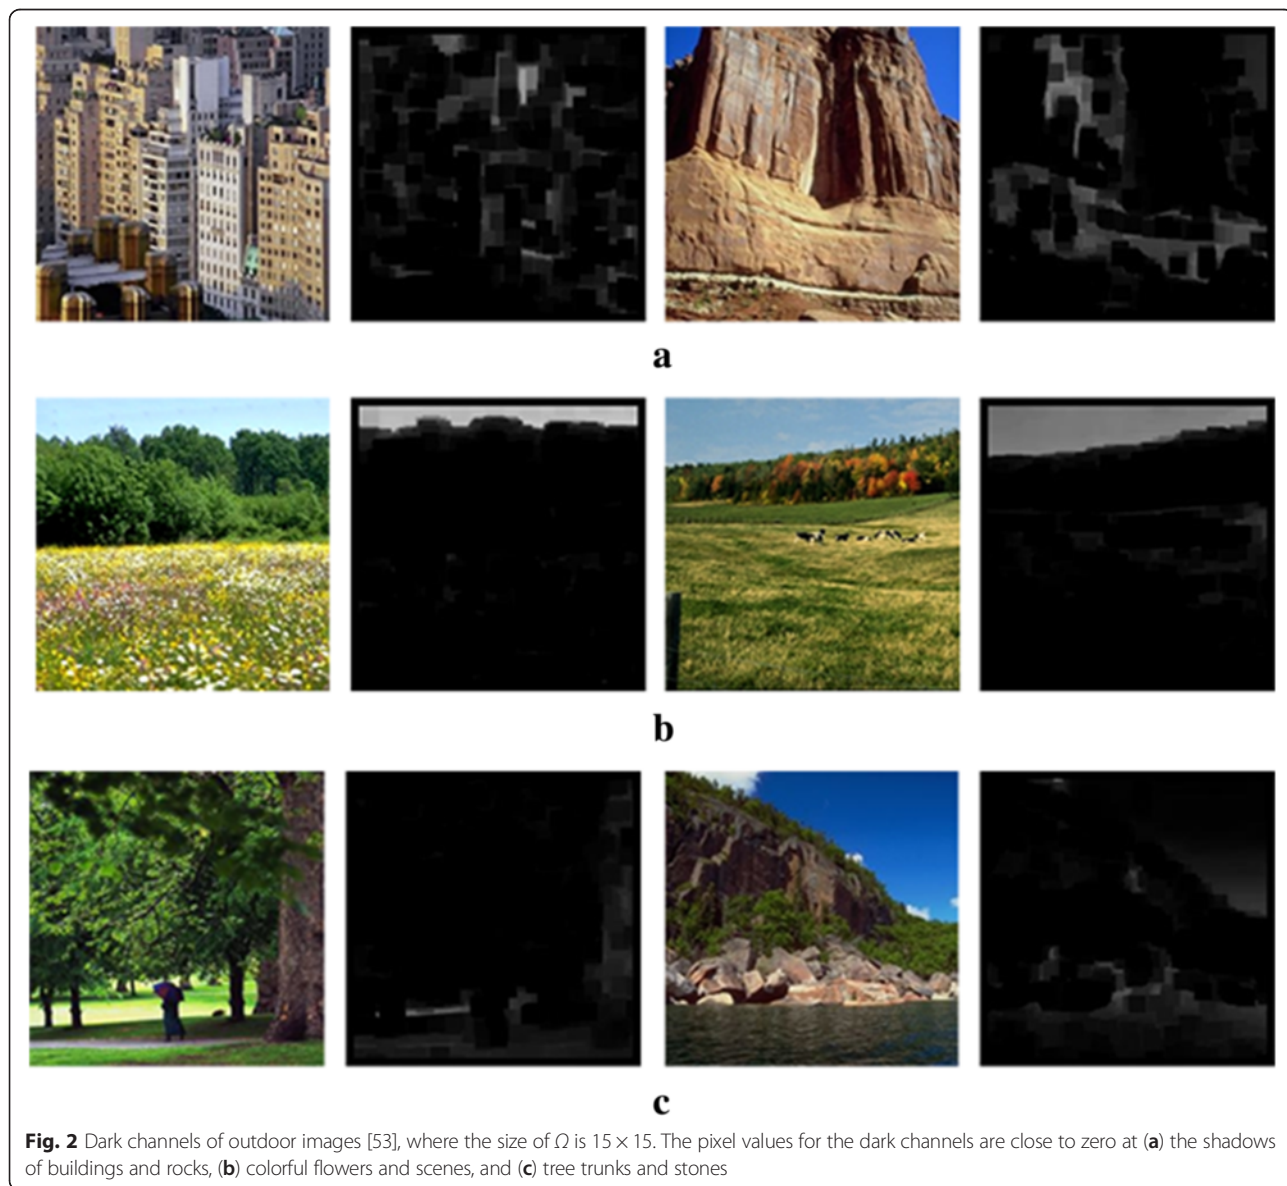 a
b
c
Fig. 2 Dark channels of outdoor images [53], where the size of Ω is 15 × 15. The pixel values for the dark channels are close to zero at (a) the shadows
of buildings and rocks, (b) colorful flowers and scenes, and (c) tree trunks and stones